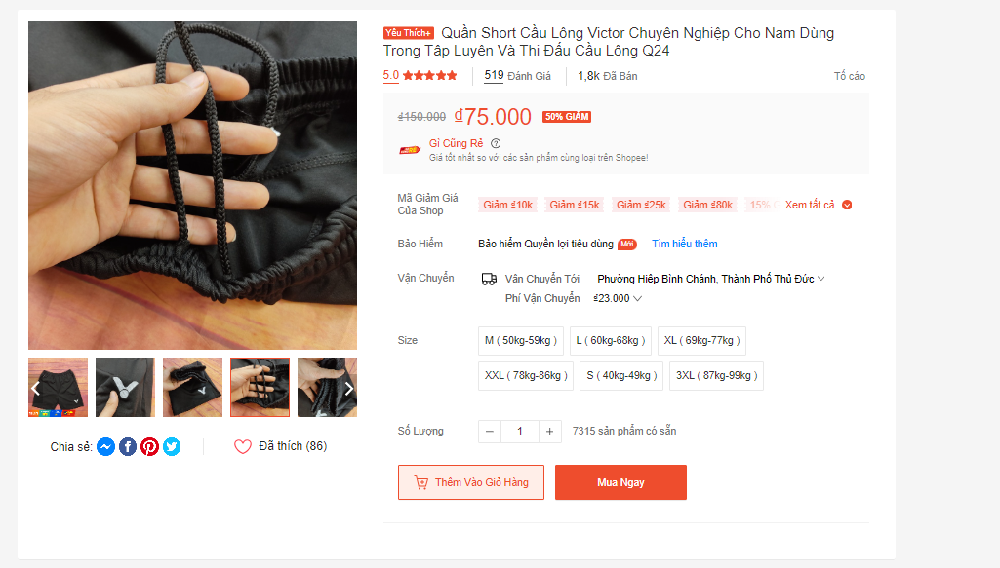 Yêu Thích+ Quần Short Cầu Lông Victor Chuyên Nghiệp Cho Nam Dùng
Trong Tập Luyện Và Thi Đấu Cầu Lông Q24
5.0 519 Đánh Giá 1,8k Đã Bán Tố cáo
₫150.000 ₫75.000 50% GIẢM
Gì Cũng Rẻ
Giá tốt nhất so với các sản phẩm cùng loại trên Shopee!
Mã Giảm Giá
Của Shop
Giảm ₫10k Giảm ₫15k Giảm ₫25k Giảm ₫80k 15% Xem tất cả
Bảo Hiểm Bảo hiểm Quyền lợi tiêu dùng Mới Tìm hiểu thêm
Vận Chuyển Vận Chuyển Tới Phường Hiệp Bình Chánh, Thành Phố Thủ Đức
Phí Vận Chuyển ₫23.000
Size M ( 50kg-59kg ) L ( 60kg-68kg ) XL ( 69kg-77kg )
XXL ( 78kg-86kg ) S ( 40kg-49kg ) 3XL ( 87kg-99kg )
Số Lượng 1 7315 sản phẩm có sẵn
Chia sẻ: Đã thích (86)
Thêm Vào Giỏ Hàng Mua Ngay